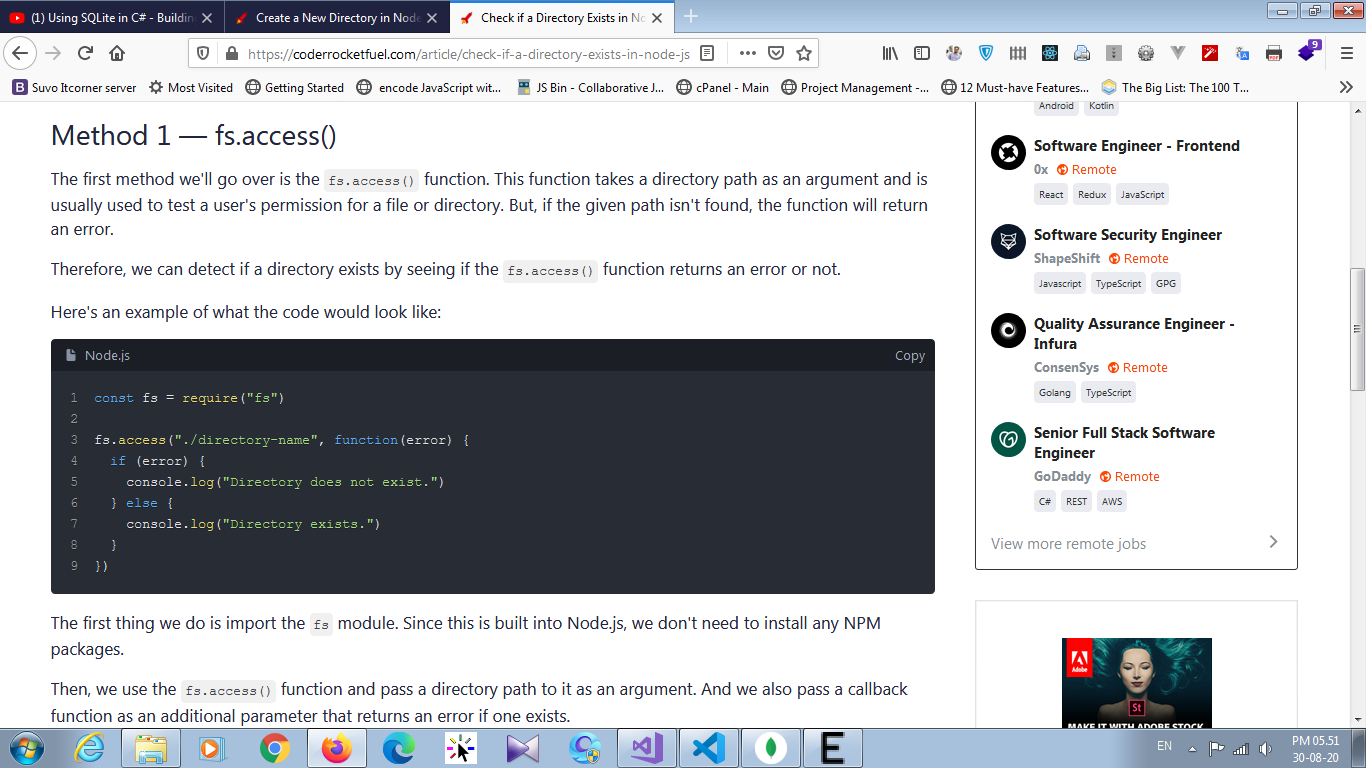 (1) Using SQLite in C# - Buildin
Create a New Directory in Node
Check if a Directory Exists in No
https://coderrocketfuel.com/article/check-if-a-directory-exists-in-node-js
9
Suvo Itcorner server
Most Visited
Getting Started
encode JavaScript wit...
JS Bin - Collaborative J...
cPanel - Main
Project Management -...
12 Must-have Features...
The Big List: The 100 T...
Method 1 — fs.access()
The first method we'll go over is the fs.access() function. This function takes a directory path as an argument and is
usually used to test a user's permission for a file or directory. But, if the given path isn't found, the function will return
an error.
Therefore, we can detect if a directory exists by seeing if the fs.access() function returns an error or not.
Here's an example of what the code would look like:
Node.js
Copy
1 const fs = require("fs")
2
3 fs.access("./directory-name", function(error) {
4 if (error) {
5 console.log("Directory does not exist.")
6 } else {
7 console.log("Directory exists.")
8 }
9 })
The first thing we do is import the fs module. Since this is built into Node.js, we don't need to install any NPM
packages.
Then, we use the fs.access() function and pass a directory path to it as an argument. And we also pass a callback
function as an additional parameter that returns an error if one exists.
Android Kotlin
Software Engineer - Frontend
0x Remote
React Redux JavaScript
Software Security Engineer
ShapeShift Remote
Javascript TypeScript GPG
Quality Assurance Engineer -
Infura
ConsenSys Remote
Golang TypeScript
Senior Full Stack Software
Engineer
GoDaddy Remote
C# REST AWS
View more remote jobs
Adobe
St
MAKE IT WITH ADOBE STOCK
EN
PM 05.51
30-08-20